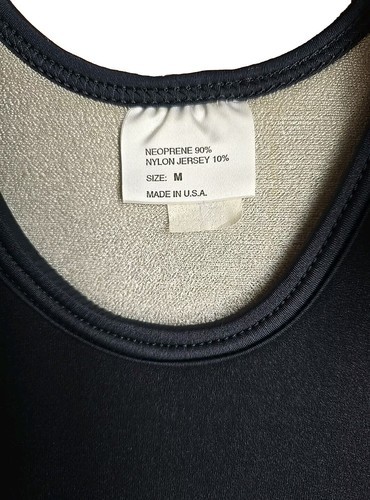 NEOPRENE 90%
NYLON JERSEY 10%
SIZE: M
MADE IN U.S.A.